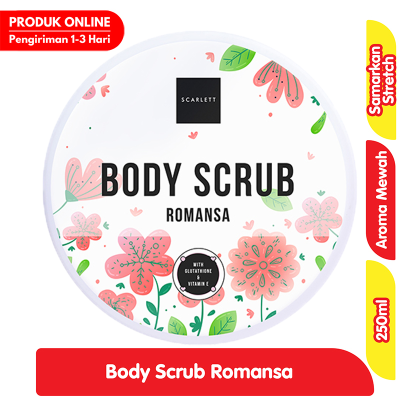 PRODUK ONLINE
Pengiriman 1-3 Hari
SCARLETT
BODY SCRUB
ROMANSA
WITH
GLUTATHIONE
&
VITAMIN E
Samarkan
Stretch
Aroma Mewah
250ml
Body Scrub Romansa